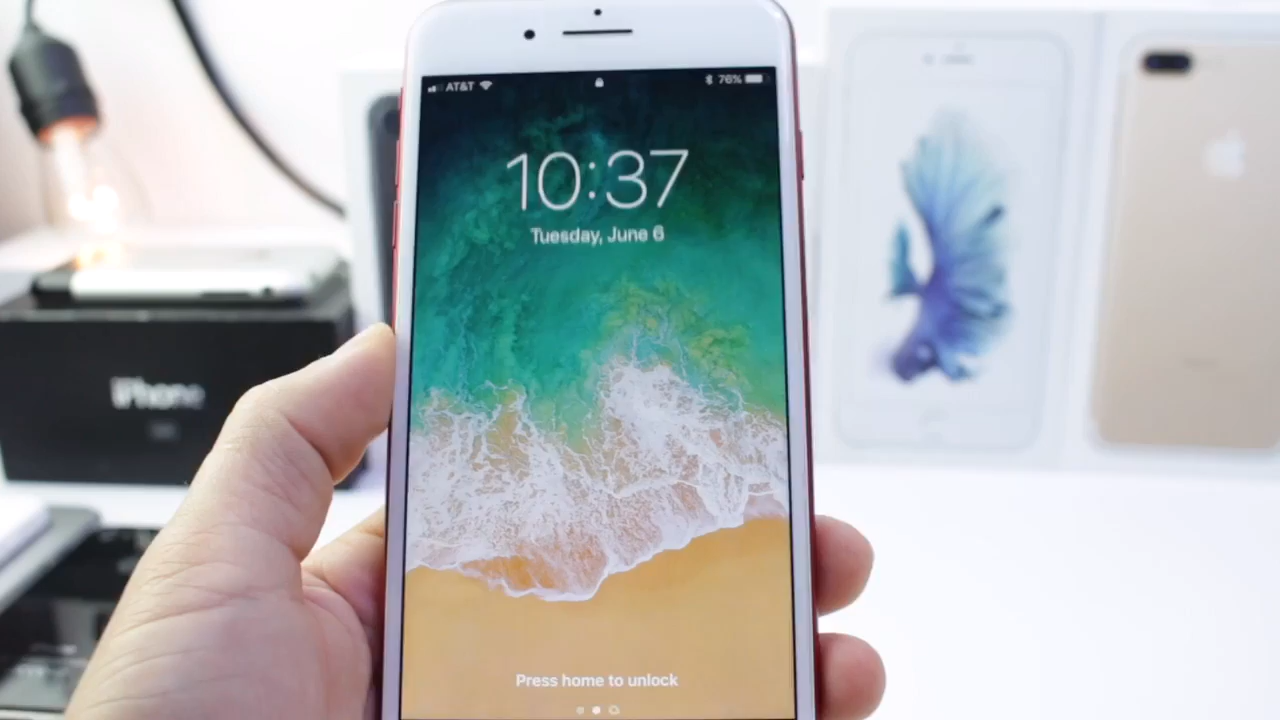 AT&T
76%
10:37
Tuesday, June 6
iPhone
Press home to unlock